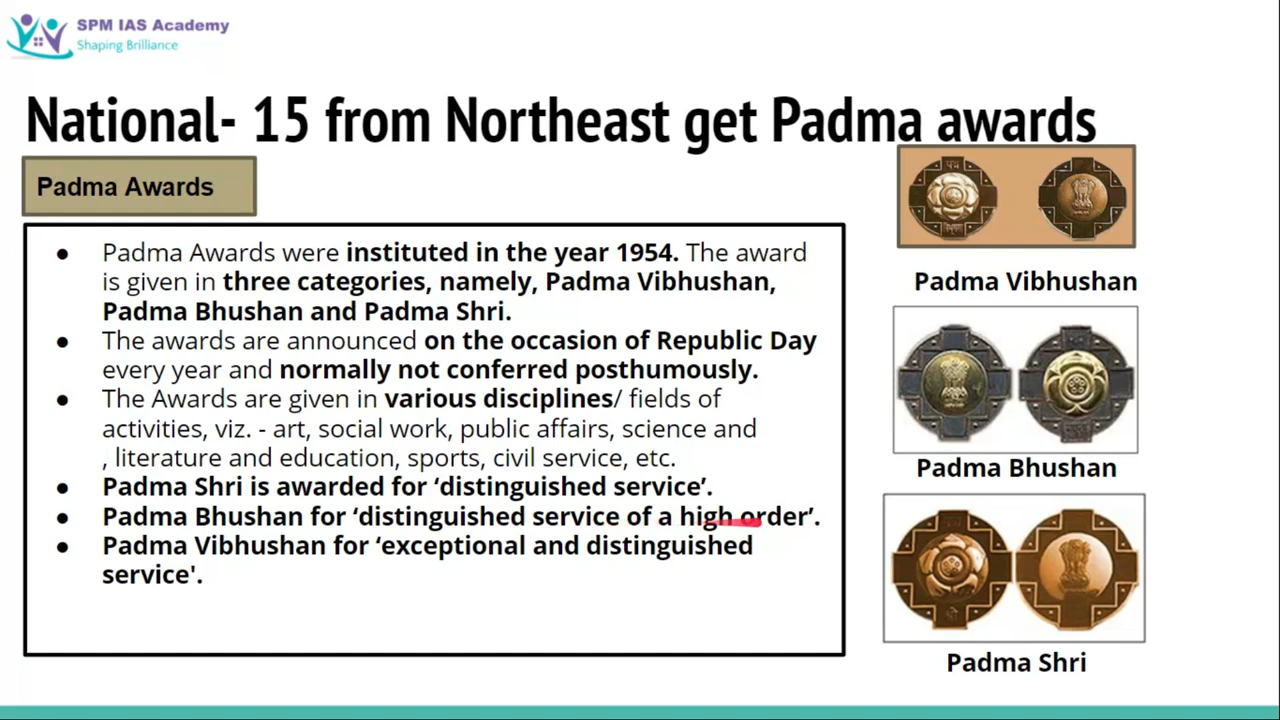 SPM IAS Academy
Shaping Brilliance
National- 15 from Northeast get Padma awards
Padma Awards
● Padma Awards were instituted in the year 1954. The award
is given in three categories, namely, Padma Vibhushan,
Padma Bhushan and Padma Shri.
● The awards are announced on the occasion of Republic Day
every year and normally not conferred posthumously.
● The Awards are given in various disciplines/ fields of
activities, viz. - art, social work, public affairs, science and
, literature and education, sports, civil service, etc.
● Padma Shri is awarded for ‘distinguished service’.
● Padma Bhushan for ‘distinguished service of a high order’.
● Padma Vibhushan for ‘exceptional and distinguished
service'.
Padma Vibhushan
Padma Bhushan
Padma Shri